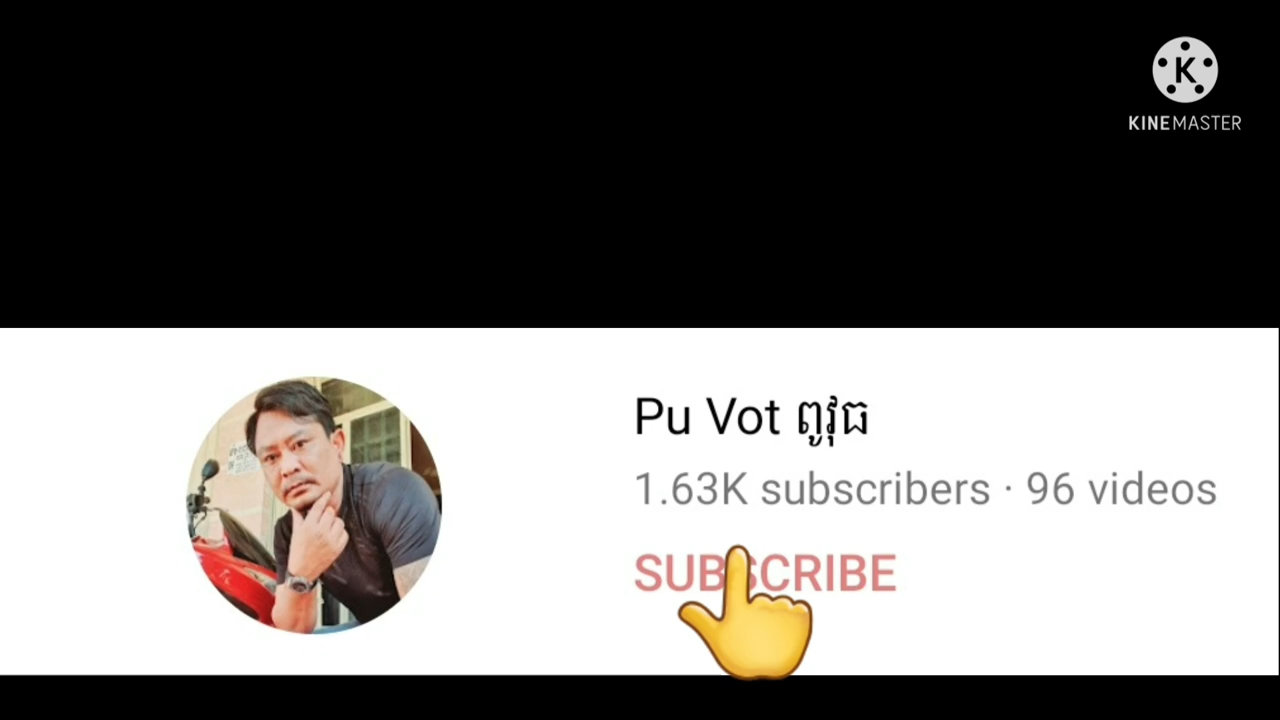 K
KINEMASTER
Pu Vot ពូវុធ
1.63K subscribers · 96 videos
SUBSCRIBE